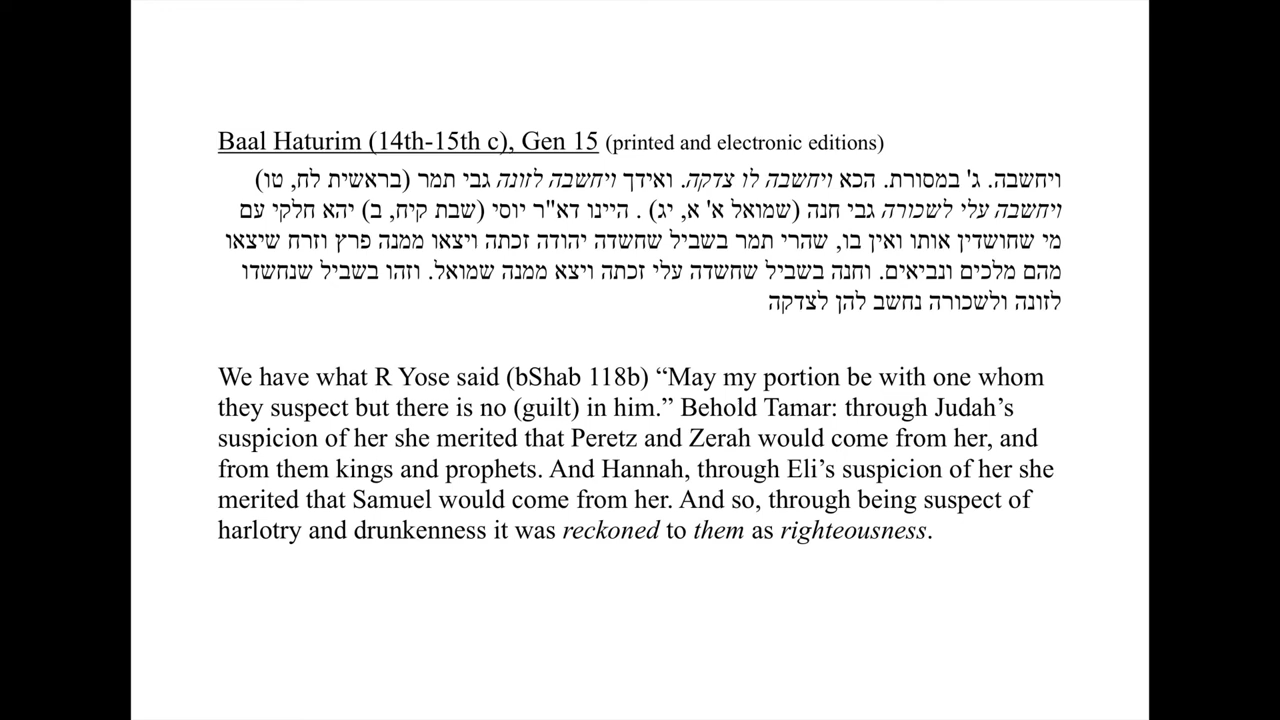 Baal Haturim (14th-15th c), Gen 15 (printed and electronic editions)
ויחשבה. ג' במסורת. הכא ויחשבה לו צדקה. ואידך ויחשבה לזונה גבי תמר (בראשית לח, טו)
ויחשבה עלי לשכורה גבי חנה (שמואל א' א, יג) . היינו דא"ר יוסי (שבת קיח, ב) יהא חלקי עם
מי שחושדין אותו ואין בו, שהרי תמר בשביל שחשדה יהודה זכתה ויצאו ממנה פרץ וזרח שיצאו
מהם מלכים ונביאים. וחנה בשביל שחשדה עלי זכתה ויצא ממנה שמואל. וזהו בשביל שנחשדו
לזונה ולשכורה נחשב להן לצדקה
We have what R Yose said (bShab 118b) “May my portion be with one whom
they suspect but there is no (guilt) in him.” Behold Tamar: through Judah’s
suspicion of her she merited that Peretz and Zerah would come from her, and
from them kings and prophets. And Hannah, through Eli’s suspicion of her she
merited that Samuel would come from her. And so, through being suspect of
harlotry and drunkenness it was reckoned to them as righteousness.